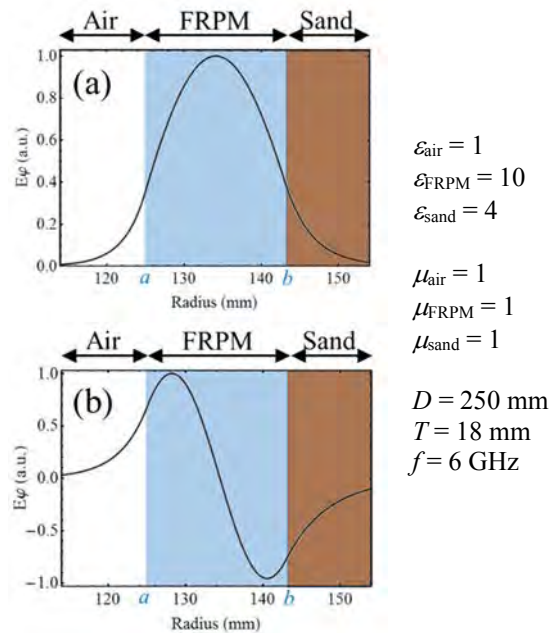 Air FRPM Sand
(a)
Eφ (a.u.)
1.0
0.8
0.6
0.4
0.2
0.0
120 130 140 150
a b
Radius (mm)
Air FRPM Sand
(b)
Eφ (a.u.)
1.0
0.5
0.0
−0.5
−1.0
120 130 140 150
a b
Radius (mm)
εair = 1
εFRPM = 10
εsand = 4
μair = 1
μFRPM = 1
μsand = 1
D = 250 mm
T = 18 mm
f = 6 GHz